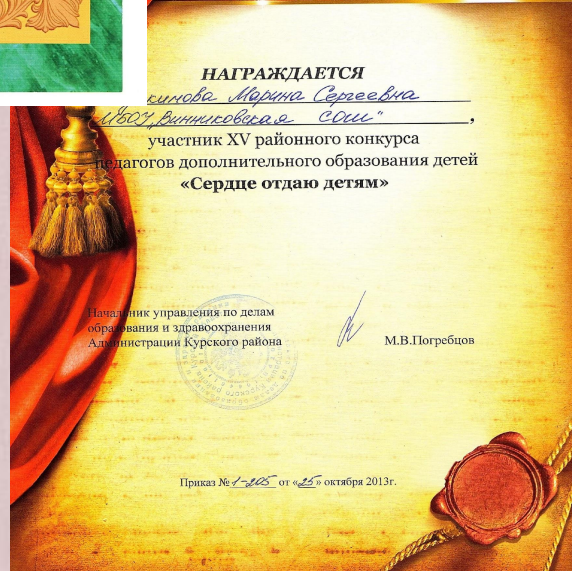 НАГРАЖДАЕТСЯ
Марина Сергеевна
МБОУ „Винниковская СОШ",
участник XV районного конкурса
педагогов дополнительного образования детей
«Сердце отдаю детям»
Начальник управления по делам
образования и здравоохранения
Администрации Курского района
М.В.Погребцов
Приказ № 1-205 от «25» октября 2013г.